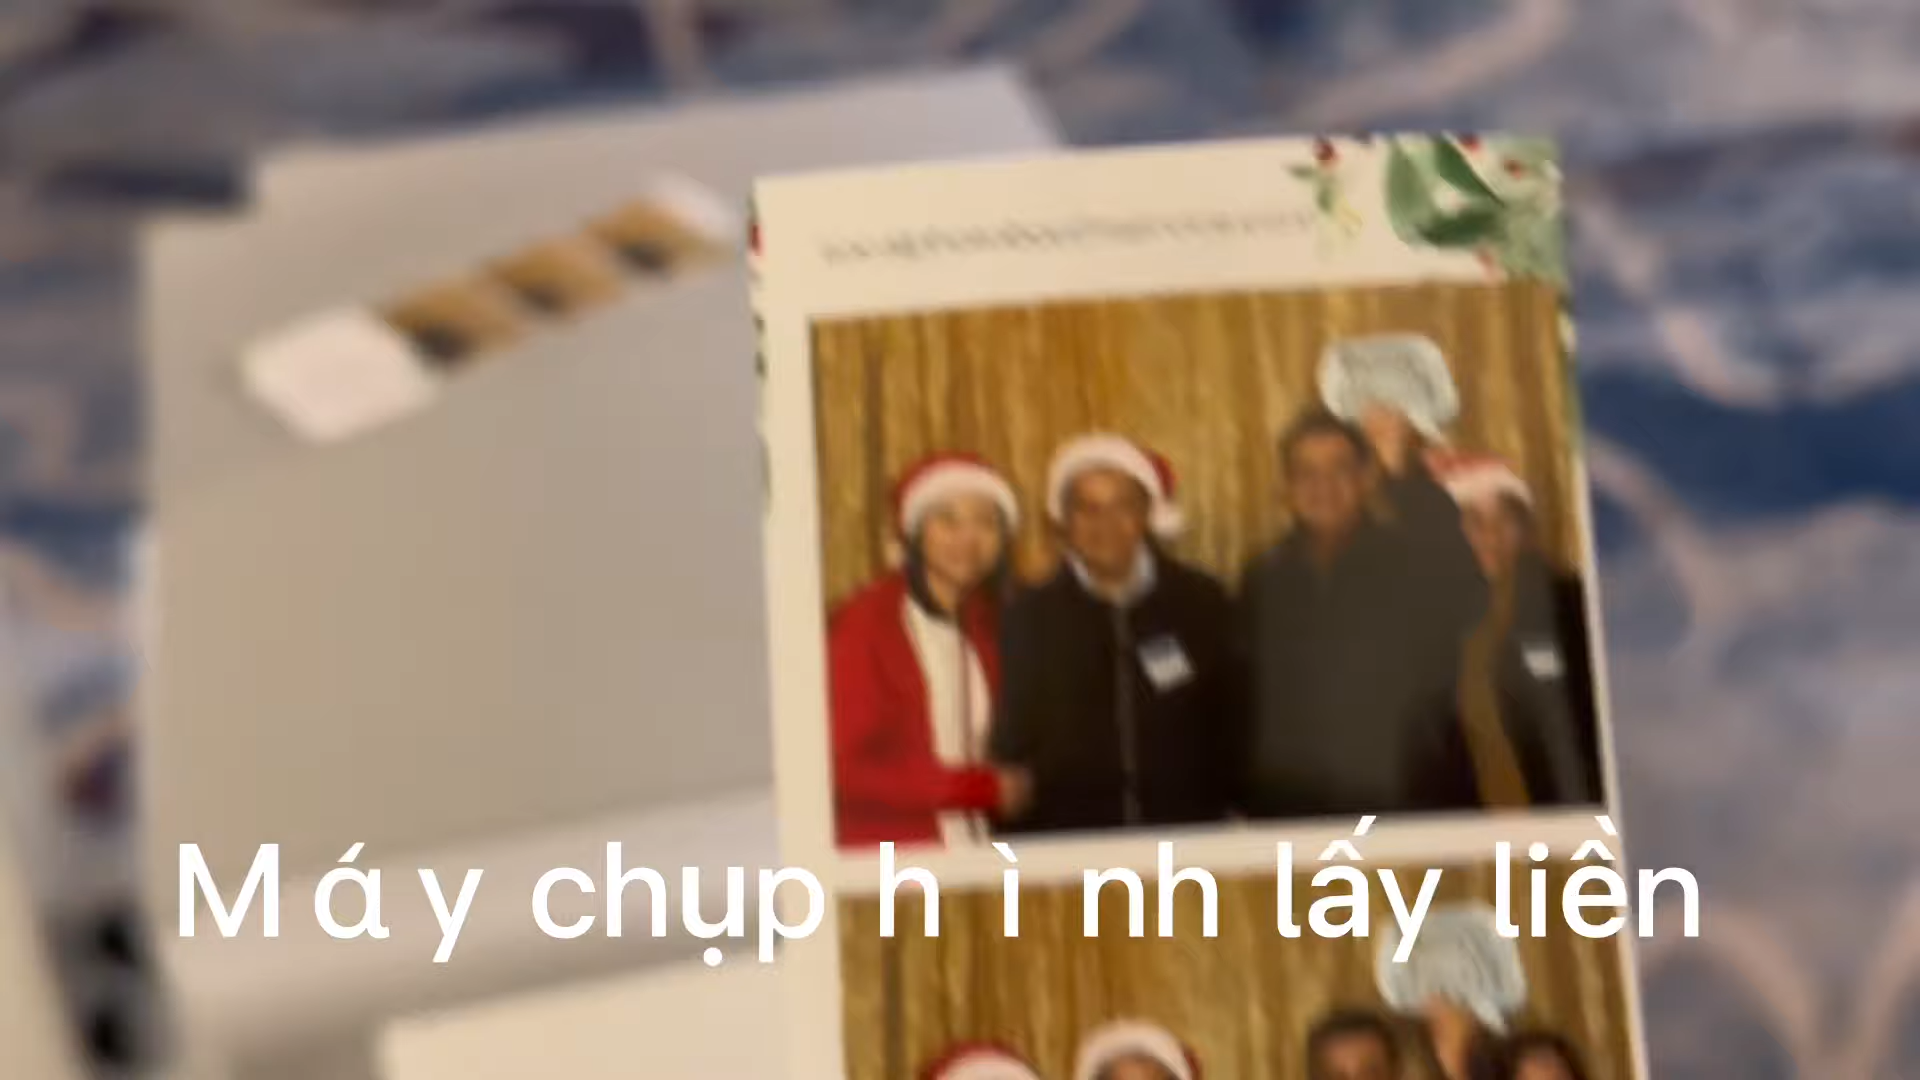 Máy chụp hình lấy liền